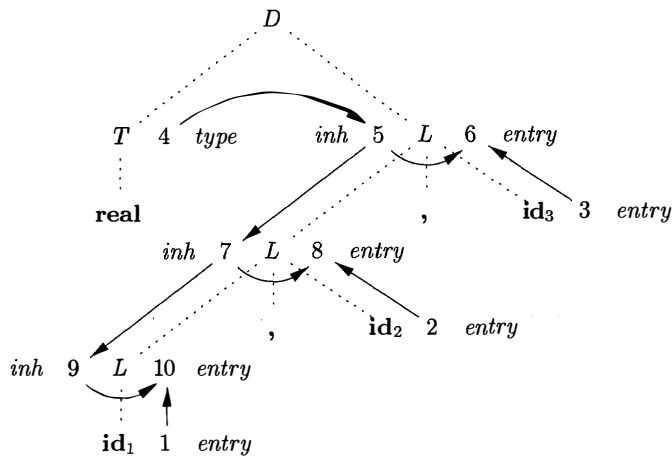 D
T 4 type inh 5 L 6 entry
real , id₃ 3 entry
inh 7 L 8 entry
, id₂ 2 entry
inh 9 L 10 entry
id₁ 1 entry